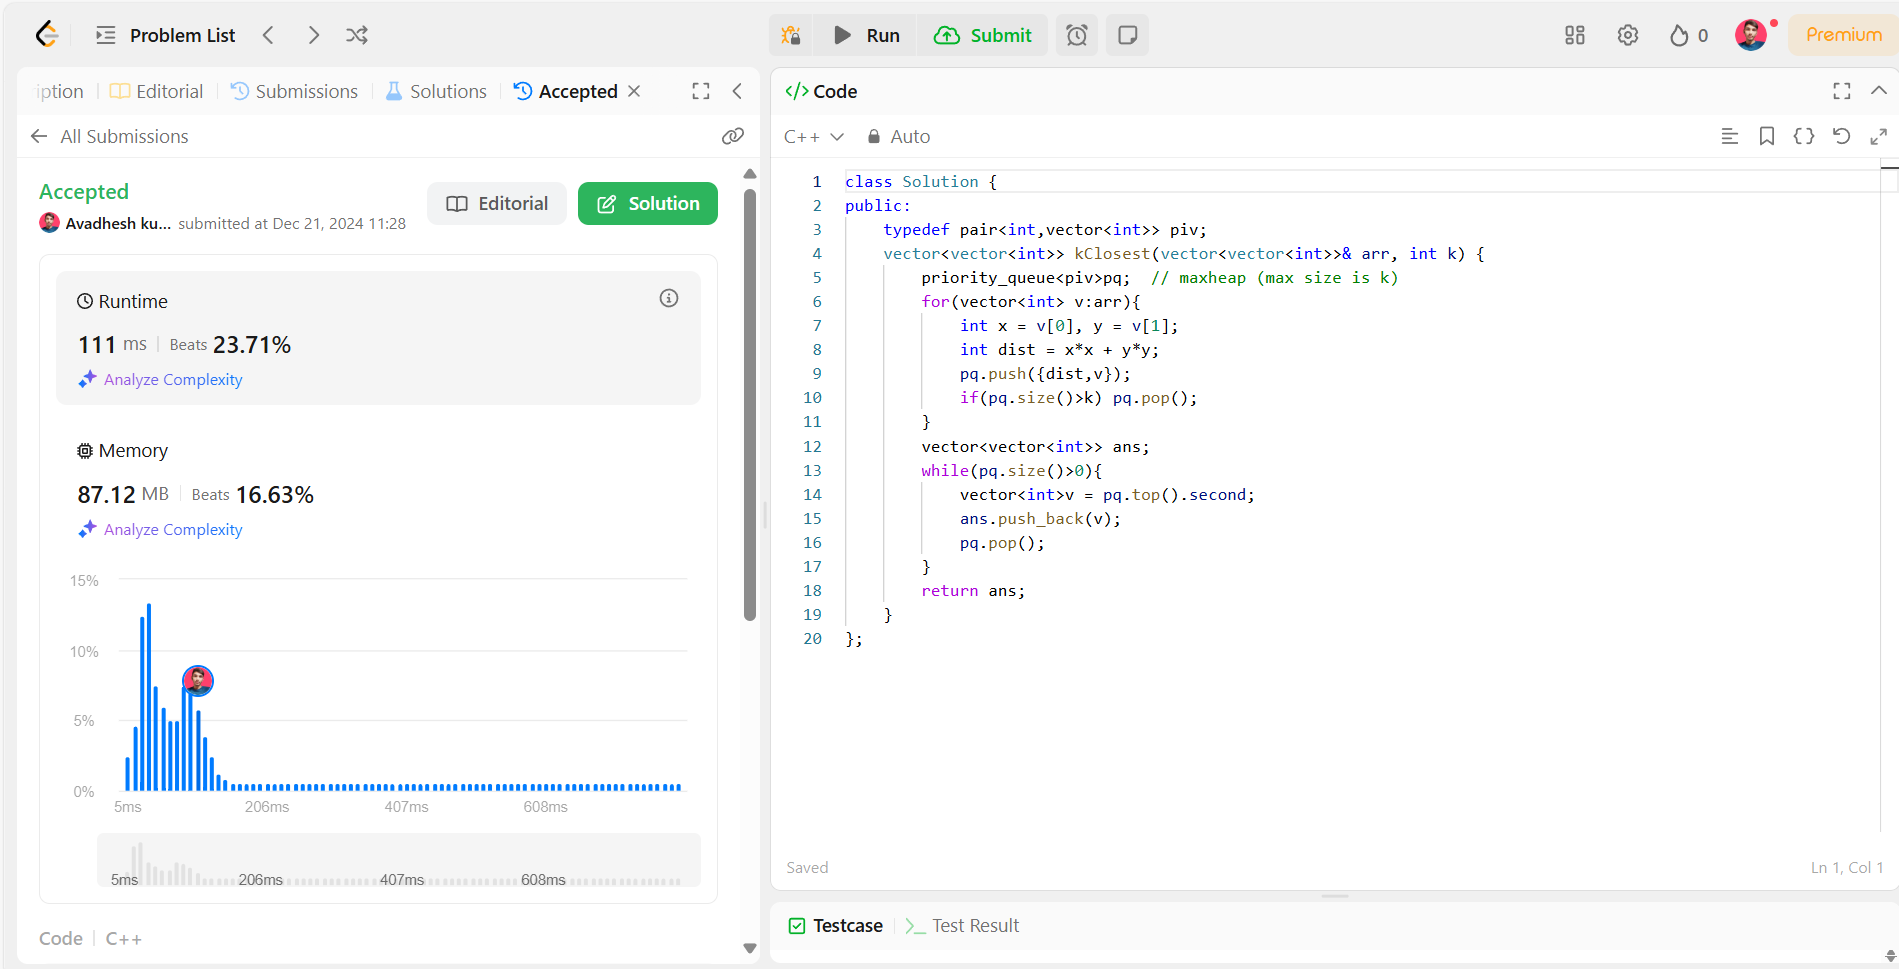 Problem List
Run
Submit
0
Premium
iption
Editorial
Submissions
Solutions
Accepted
All Submissions
Accepted
Avadhesh ku... submitted at Dec 21, 2024 11:28
Editorial
Solution
Runtime
111 ms
Beats 23.71%
Analyze Complexity
Memory
87.12 MB
Beats 16.63%
Analyze Complexity
15%
10%
5%
0%
5ms 206ms 407ms 608ms
5ms 206ms 407ms 608ms
Code C++
</> Code
C++ Auto
1 class Solution {
2 public:
3 typedef pair<int,vector<int>> piv;
4 vector<vector<int>> kClosest(vector<vector<int>>& arr, int k) {
5 priority_queue<piv>pq;  // maxheap (max size is k)
6 for(vector<int> v:arr){
7 int x = v[0], y = v[1];
8 int dist = x*x + y*y;
9 pq.push({dist,v});
10 if(pq.size()>k) pq.pop();
11 }
12 vector<vector<int>> ans;
13 while(pq.size()>0){
14 vector<int>v = pq.top().second;
15 ans.push_back(v);
16 pq.pop();
17 }
18 return ans;
19 }
20 };
Saved
Ln 1, Col 1
Testcase
Test Result